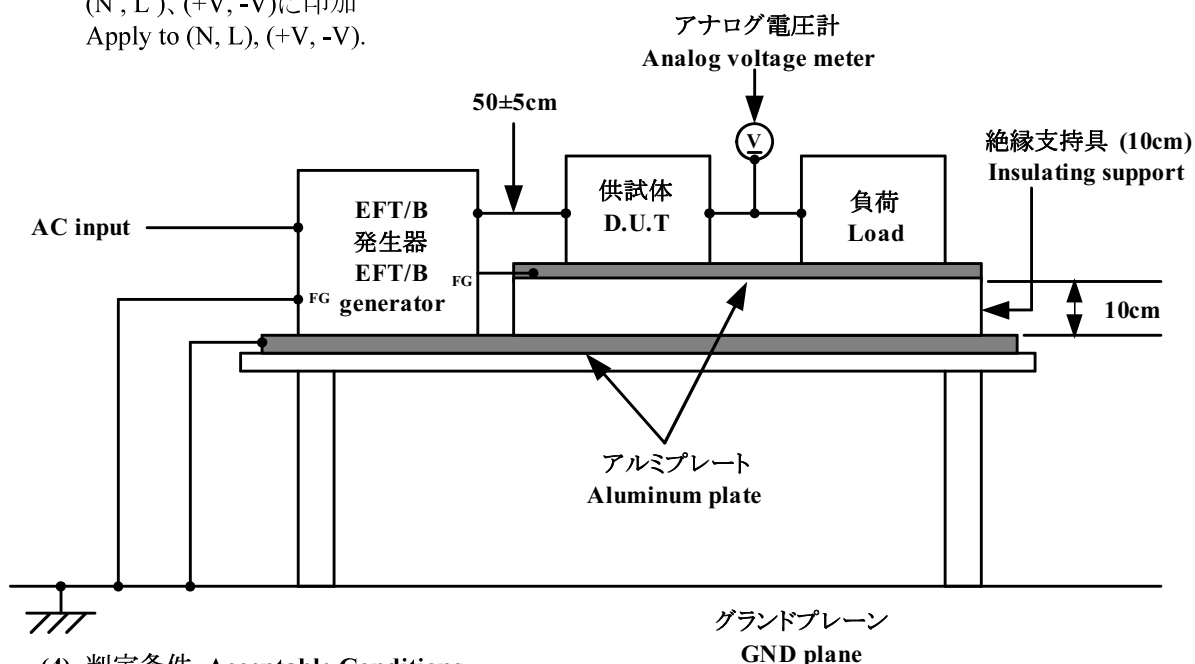 (N , L )、(+V, -V)に印加
Apply to (N, L), (+V, -V).
アナログ電圧計
Analog voltage meter
50±5cm
V
絶縁支持具 (10cm)
Insulating support
供試体
D.U.T
負荷
Load
AC input
EFT/B
発生器
EFT/B
generator
FG
FG
10cm
アルミプレート
Aluminum plate
グランドプレーン
GND plane
(4) 判定条件 Acceptable Conditions